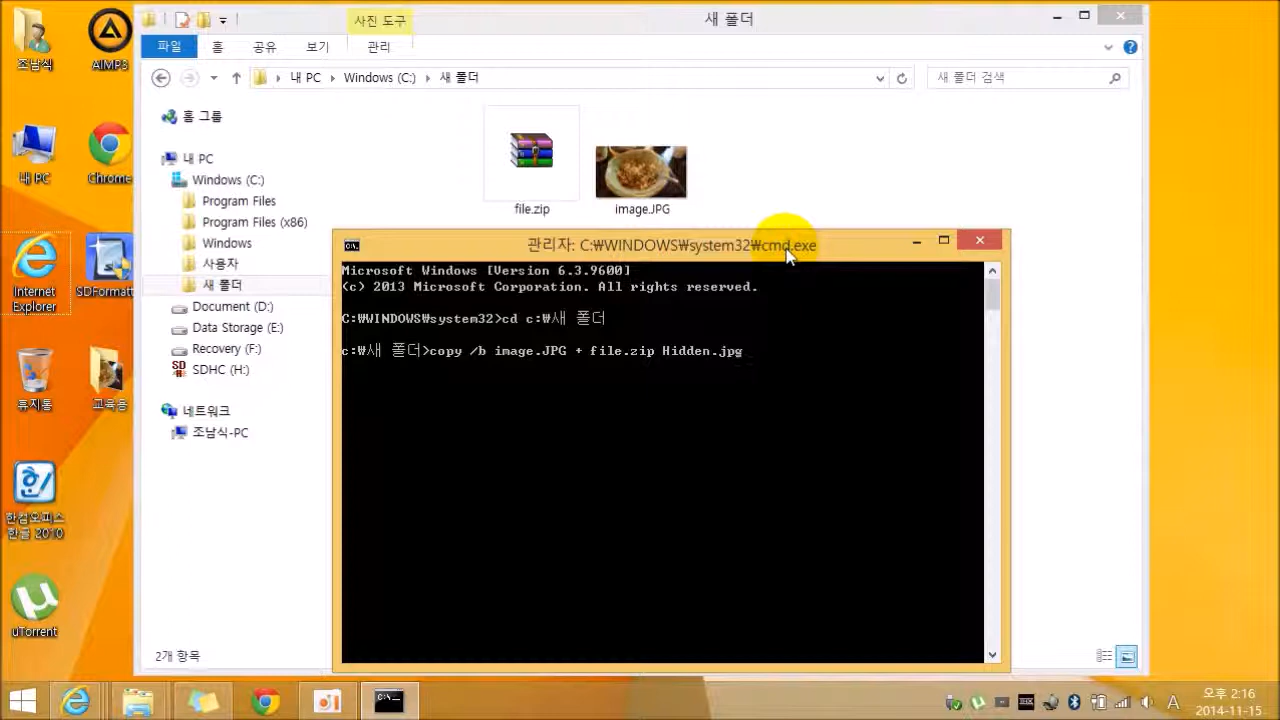 새 폴더
사진 도구
파일
홈
공유
보기
관리
내 PC
Windows (C:)
새 폴더
새 폴더 검색
조남식
AIMP3
내 PC
Chrome
Internet Explorer
SDFormatt
휴지통
교육용
한컴오피스 한글 2010
uTorrent
홈 그룹
내 PC
Windows (C:)
Program Files
Program Files (x86)
Windows
사용자
새 폴더
Document (D:)
Data Storage (E:)
Recovery (F:)
SDHC (H:)
네트워크
조남식-PC
file.zip
image.JPG
관리자: C:₩WINDOWS₩system32₩cmd.exe
Microsoft Windows [Version 6.3.9600]
(c) 2013 Microsoft Corporation. All rights reserved.
C:₩WINDOWS₩system32>cd c:₩새 폴더
c:₩새 폴더>copy /b image.JPG + file.zip Hidden.jpg
2개 항목
A
오후 2:16
2014-11-15